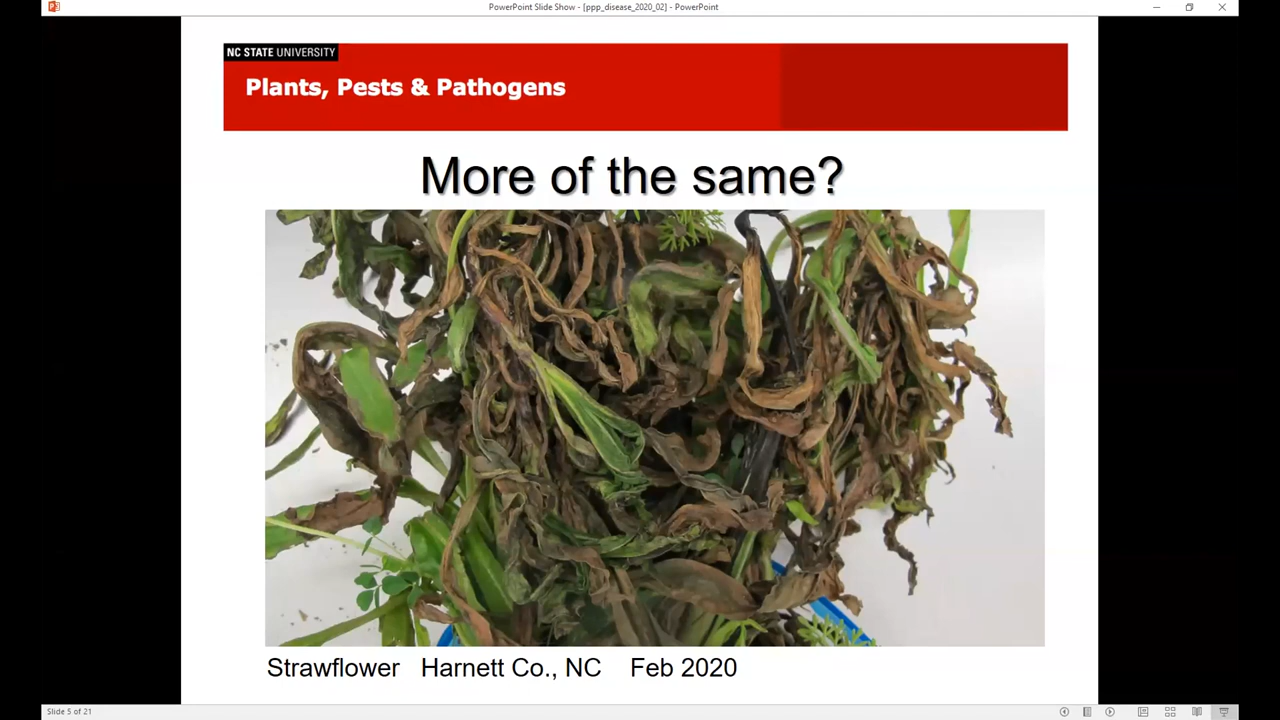 PowerPoint Slide Show - [ppp_disease_2020_02] - PowerPoint
NC STATE UNIVERSITY
Plants, Pests & Pathogens
More of the same?
Strawflower Harnett Co., NC Feb 2020
Slide 5 of 21